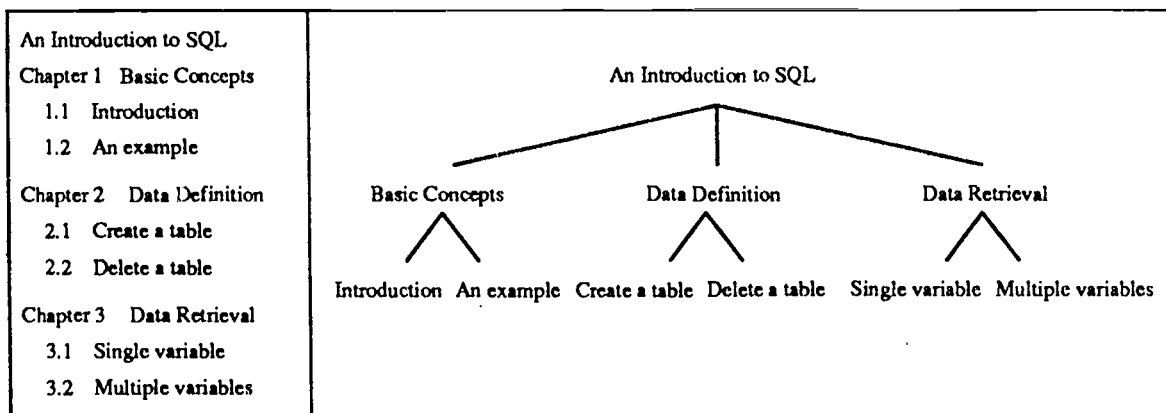 An Introduction to SQL
Chapter 1 Basic Concepts
1.1 Introduction
1.2 An example
Chapter 2 Data Definition
2.1 Create a table
2.2 Delete a table
Chapter 3 Data Retrieval
3.1 Single variable
3.2 Multiple variables
An Introduction to SQL
Basic Concepts Data Definition Data Retrieval
Introduction An example Create a table Delete a table Single variable Multiple variables